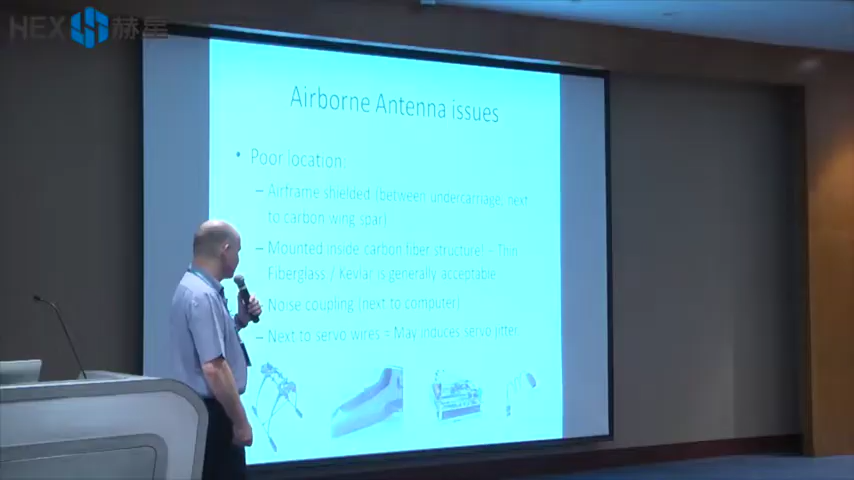 HEX 赫星
Airborne Antenna issues
• Poor location:
– Airframe shielded (between undercarriage, next
to carbon wing spar)
– Mounted inside carbon fiber structure! – Thin
Fiberglass / Kevlar is generally acceptable
Noise coupling (next to computer)
– Next to servo wires = May induces servo jitter